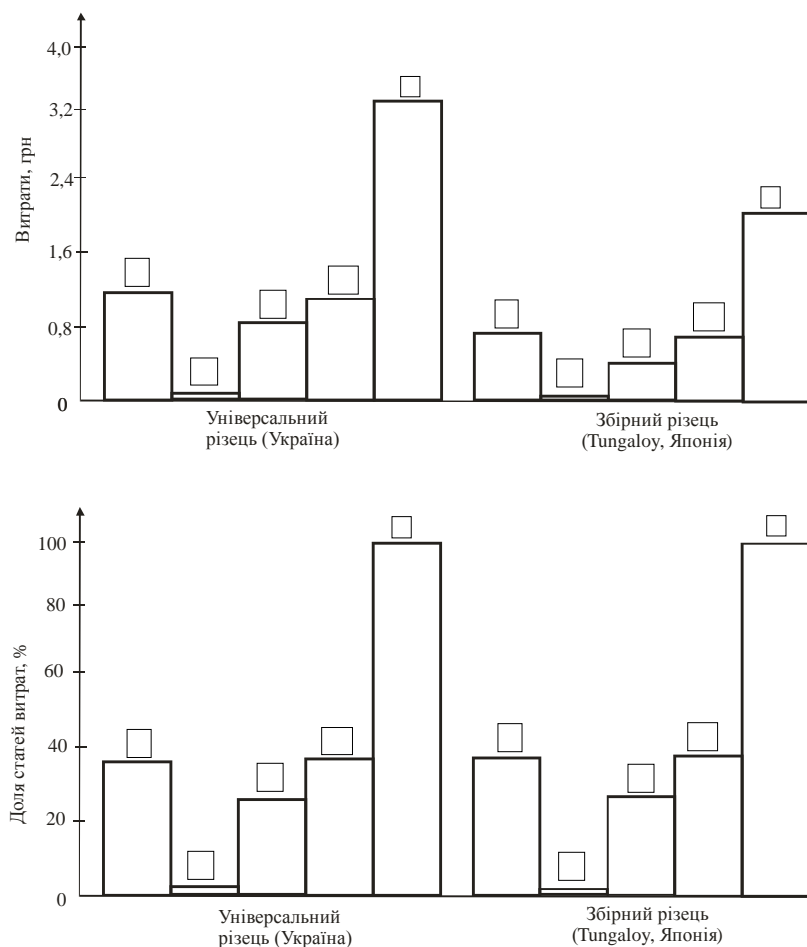 Витрати, грн
4,0
3,2
2,4
1,6
0,8
0
Універсальний
різець (Україна)
Збірний різець
(Tungaloy, Японія)
Доля статей витрат, %
100
80
60
40
20
0
Універсальний
різець (Україна)
Збірний різець
(Tungaloy, Японія)